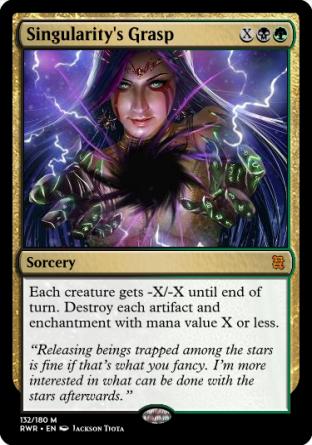 Singularity's Grasp X
Sorcery
Each creature gets -X/-X until end of
turn. Destroy each artifact and
enchantment with mana value X or less.
“Releasing beings trapped among the stars
is fine if that's what you fancy. I'm more
interested in what can be done with the
stars afterwards.”
132/180 M
RWR • EN Jackson Tiota